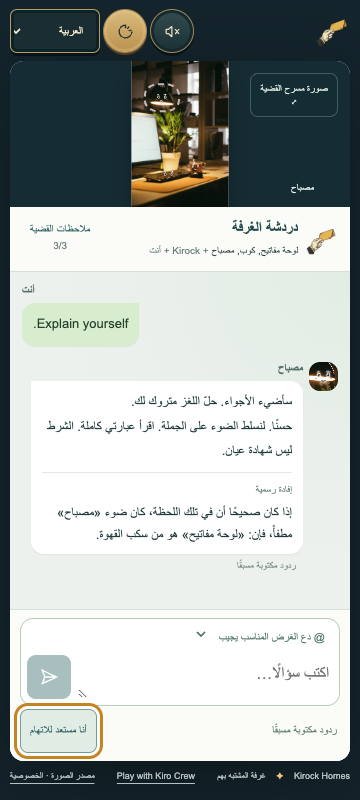 العربية
صورة مسرح القضية
مصباح
دردشة الغرفة
لوحة مفاتيح, كوب, مصباح + Kirock + أنت
ملاحظات القضية
3/3
أنت
Explain yourself.
مصباح
سأضيء الأجواء. حلّ اللغز متروك لك.
حسنًا. لنسلط الضوء على الجملة. اقرأ عبارتي كاملة. الشرط
ليس شهادة عيان.
إفادة رسمية
إذا كان صحيحًا أن في تلك اللحظة، كان ضوء «مصباح»
مطفأً، فإن: «لوحة مفاتيح» هو من سكب القهوة.
ردود مكتوبة مسبقًا
@ دع الغرض المناسب يجيب
اكتب سؤالًا...
أنا مستعد للاتهام
ردود مكتوبة مسبقًا
Kirock Homes
غرفة المشتبه بهم
Play with Kiro Crew
مصدر الصورة · الخصوصية